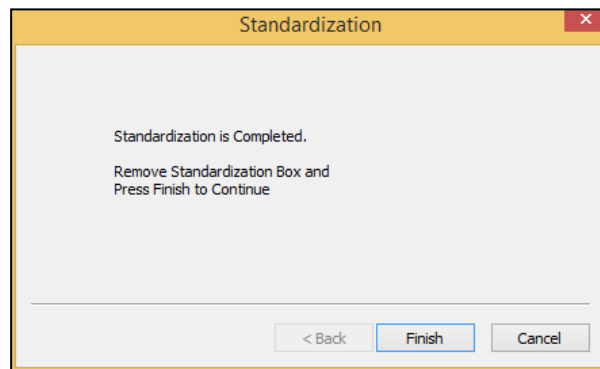 Standardization
Standardization is Completed.
Remove Standardization Box and
Press Finish to Continue
< Back
Finish
Cancel